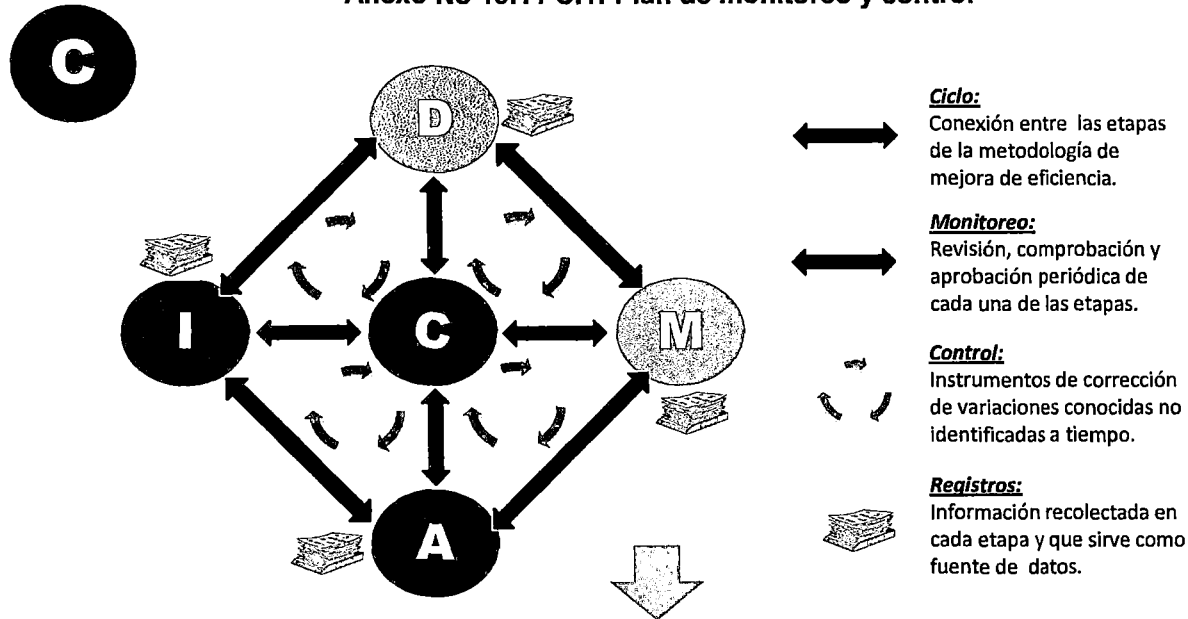 C
D
I
C
M
A
Ciclo:
Conexión entre las etapas
de la metodología de
mejora de eficiencia.
Monitoreo:
Revisión, comprobación y
aprobación periódica de
cada una de las etapas.
Control:
Instrumentos de corrección
de variaciones conocidas no
identificadas a tiempo.
Registros:
Información recolectada en
cada etapa y que sirve como
fuente de datos.